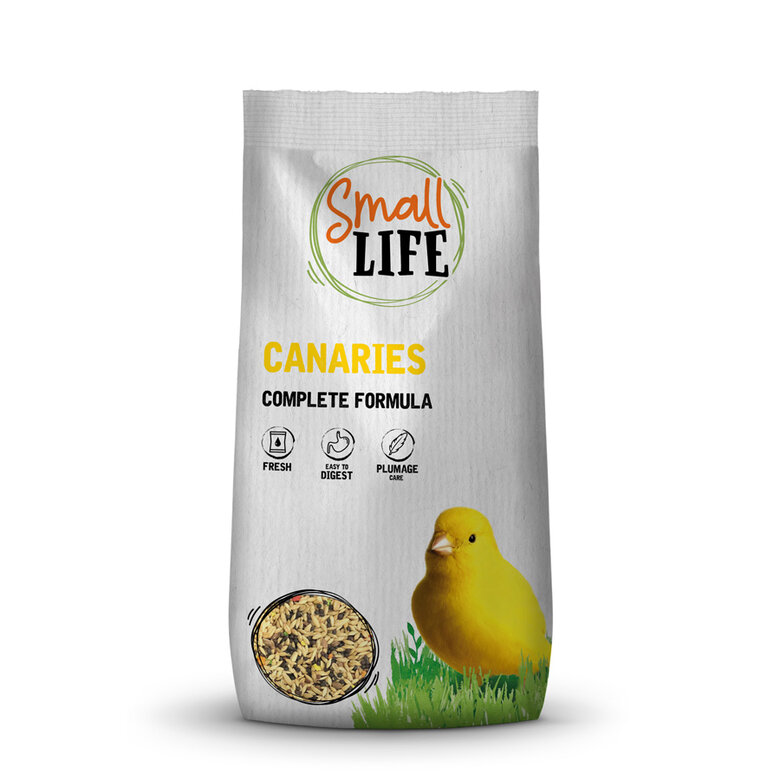 Small
LIFE
CANARIES
COMPLETE FORMULA
FRESH
EASY TO
DIGEST
PLUMAGE
CARE